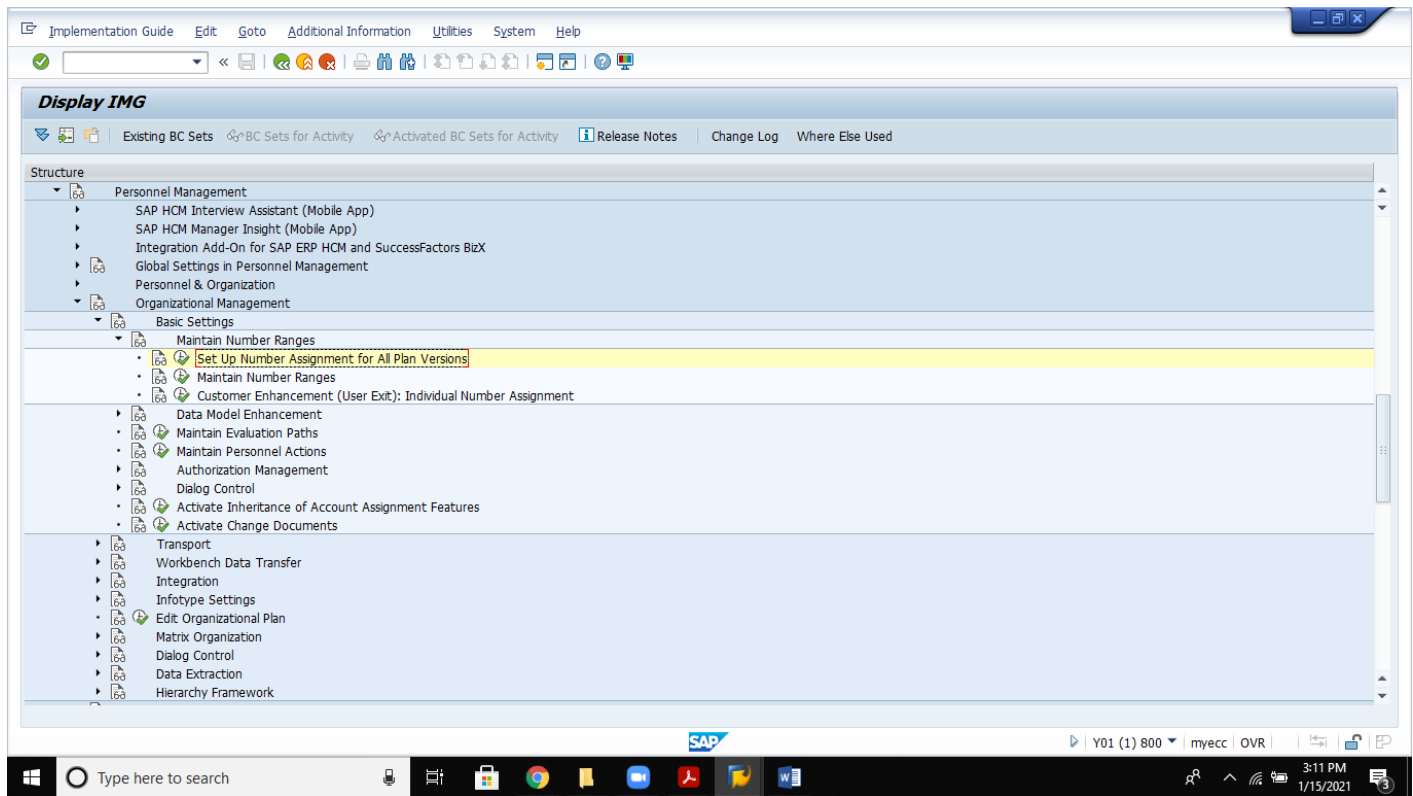 Implementation Guide Edit Goto Additional Information Utilities System Help
Display IMG
Existing BC Sets BC Sets for Activity Activated BC Sets for Activity Release Notes Change Log Where Else Used
Structure
Personnel Management
SAP HCM Interview Assistant (Mobile App)
SAP HCM Manager Insight (Mobile App)
Integration Add-On for SAP ERP HCM and SuccessFactors BizX
Global Settings in Personnel Management
Personnel & Organization
Organizational Management
Basic Settings
Maintain Number Ranges
Set Up Number Assignment for All Plan Versions
Maintain Number Ranges
Customer Enhancement (User Exit): Individual Number Assignment
Data Model Enhancement
Maintain Evaluation Paths
Maintain Personnel Actions
Authorization Management
Dialog Control
Activate Inheritance of Account Assignment Features
Activate Change Documents
Transport
Workbench Data Transfer
Integration
Infotype Settings
Edit Organizational Plan
Matrix Organization
Dialog Control
Data Extraction
Hierarchy Framework
SAP Y01 (1) 800 myecc OVR
Type here to search
3:11 PM
1/15/2021
3